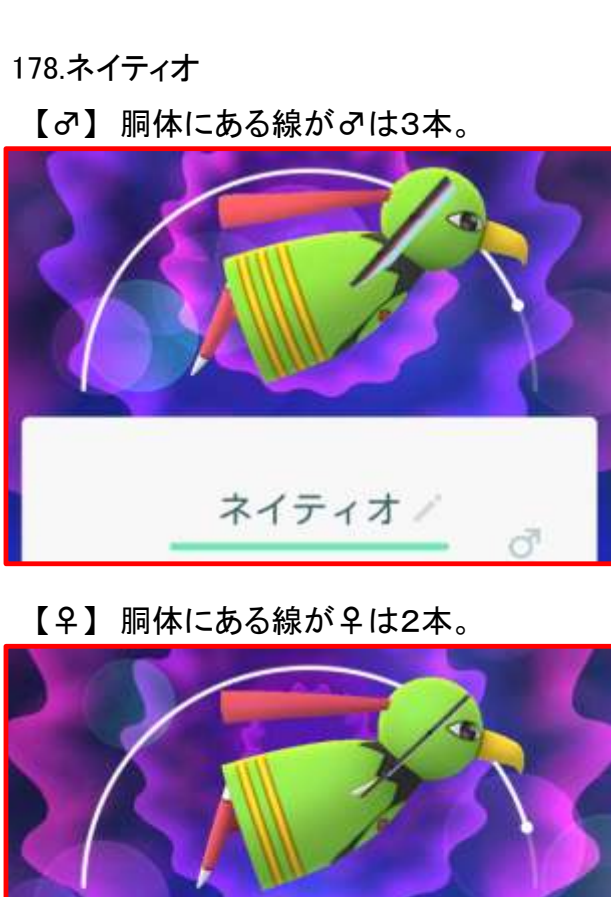 178.ネイティオ
【♂】 胴体にある線が♂は3本。
ネイティオ
♂
【♀】 胴体にある線が♀は2本。